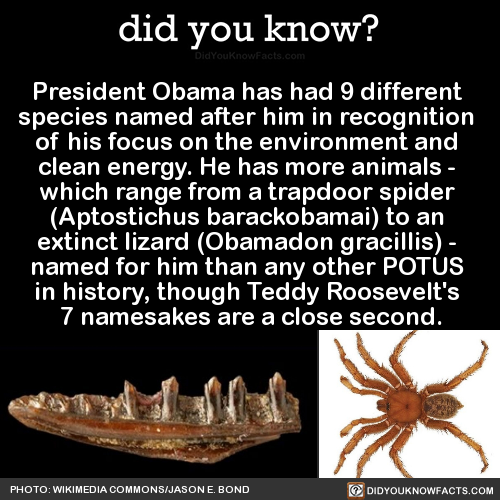 did you know?
DidYouKnowFacts.com
President Obama has had 9 different
species named after him in recognition
of his focus on the environment and
clean energy. He has more animals -
which range from a trapdoor spider
(Aptostichus barackobamai) to an
extinct lizard (Obamadon gracillis) -
named for him than any other POTUS
in history, though Teddy Roosevelt's
7 namesakes are a close second.
PHOTO: WIKIMEDIA COMMONS/JASON E. BOND
? DIDYOUKNOWFACTS.COM